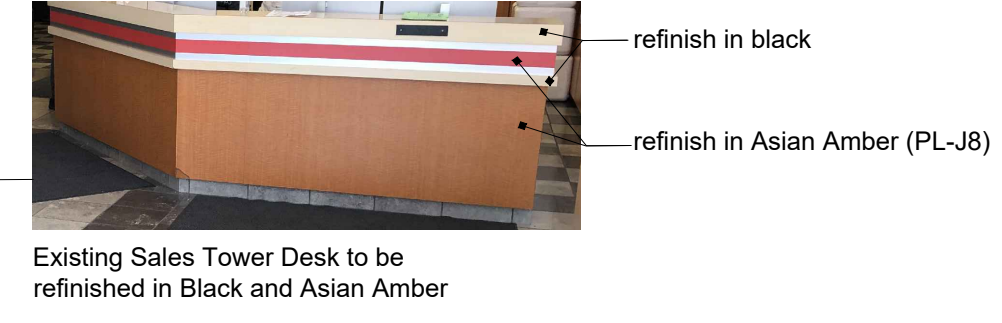 refinish in black
refinish in Asian Amber (PL-J8)
Existing Sales Tower Desk to be
refinished in Black and Asian Amber